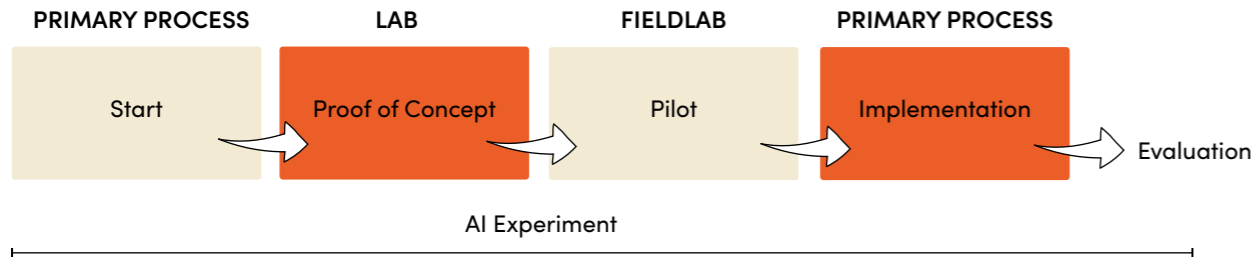 PRIMARY PROCESS
LAB
FIELDLAB
PRIMARY PROCESS
Start
Proof of Concept
Pilot
Implementation
Evaluation
AI Experiment